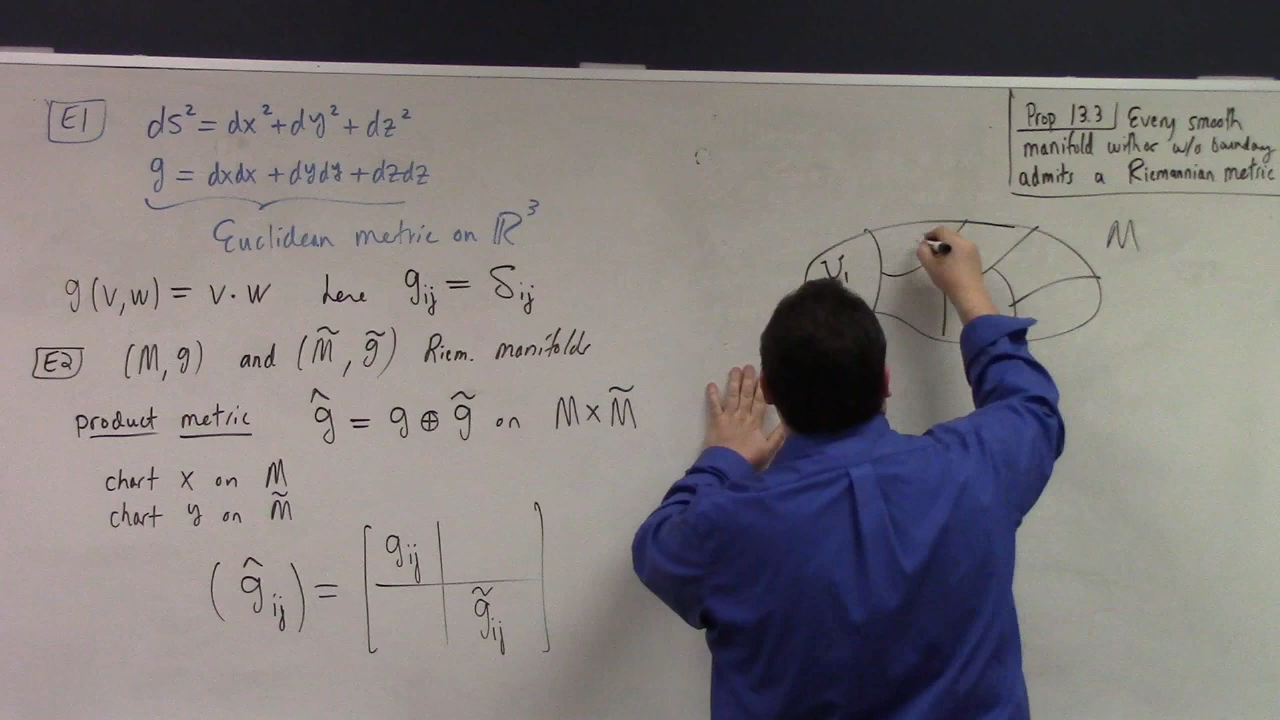 E1 ds² = dx² + dy² + dz²
g = dxdx + dydy + dzdz
Euclidean metric on ℝ³
g(v,w) = v · w here gᵢⱼ = δᵢⱼ
E2 (M, g) and (M̃, g̃) Riem. manifolds
product metric ĝ = g ⊕ g̃ on M × M̃
chart x on M
chart y on M̃
(ĝᵢⱼ) = [ gᵢⱼ | 
g̃ᵢⱼ ]
Prop 13.3 Every smooth
manifold with or w/o boundary
admits a Riemannian metric
M
U₁